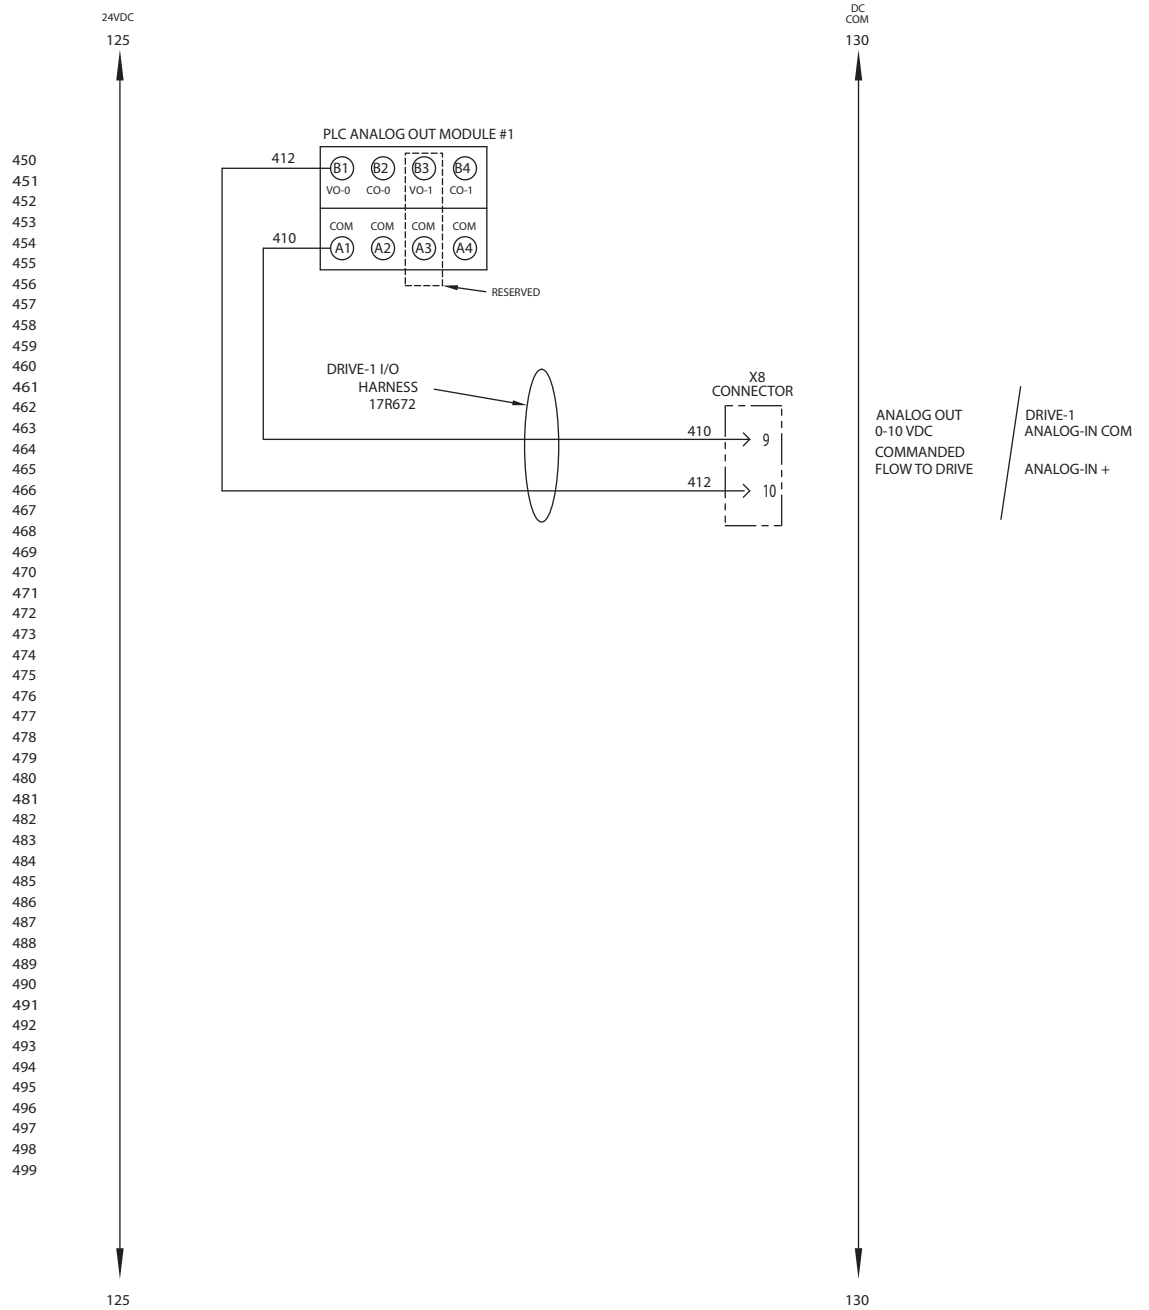 24VDC
125
DC
COM
130
PLC ANALOG OUT MODULE #1
450
412
B1 B2 B3 B4
451
VO-0 CO-0 VO-1 CO-1
452
453
COM COM COM COM
454
410
A1 A2 A3 A4
455
456
RESERVED
457
458
459
460
DRIVE-1 I/O
HARNESS
17R672
461
X8
CONNECTOR
462
ANALOG OUT
0-10 VDC
COMMANDED
FLOW TO DRIVE
DRIVE-1
ANALOG-IN COM
ANALOG-IN +
463
410
9
464
465
466
412
10
467
468
469
470
471
472
473
474
475
476
477
478
479
480
481
482
483
484
485
486
487
488
489
490
491
492
493
494
495
496
497
498
499
125
130